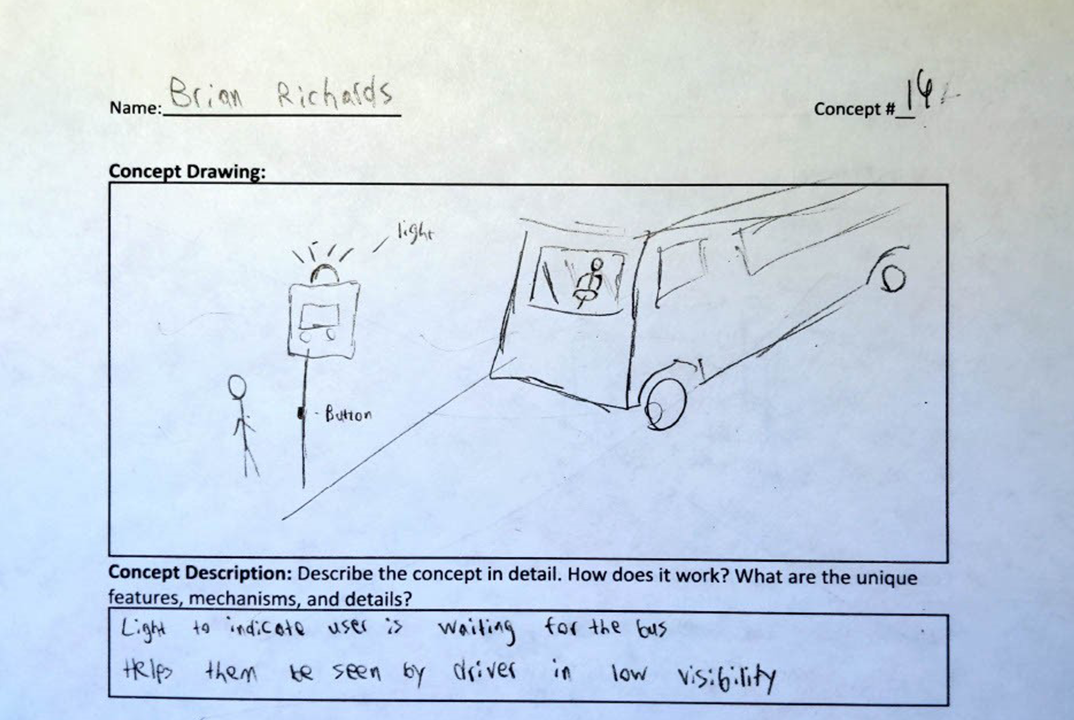 Name: Brian Richards
Concept #
Concept Drawing:
light
Button
Concept Description: Describe the concept in detail. How does it work? What are the unique
features, mechanisms, and details?
Light to indicate user is waiting for the bus
Helps them be seen by driver in low visibility